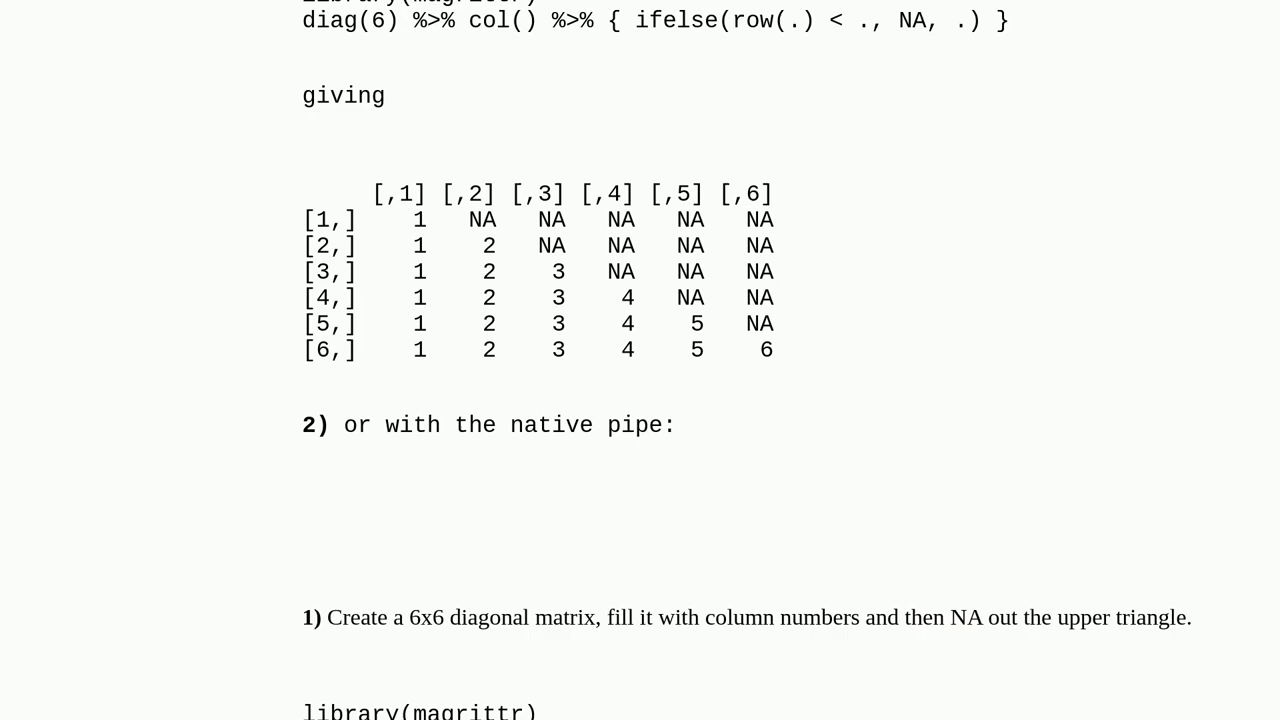 library(magrittr)
diag(6) %>% col() %>% { ifelse(row(.) < ., NA, .) }
giving
     [,1] [,2] [,3] [,4] [,5] [,6]
[1,]    1   NA   NA   NA   NA   NA
[2,]    1    2   NA   NA   NA   NA
[3,]    1    2    3   NA   NA   NA
[4,]    1    2    3    4   NA   NA
[5,]    1    2    3    4    5   NA
[6,]    1    2    3    4    5    6
2) or with the native pipe:
1) Create a 6x6 diagonal matrix, fill it with column numbers and then NA out the upper triangle.
library(magrittr)